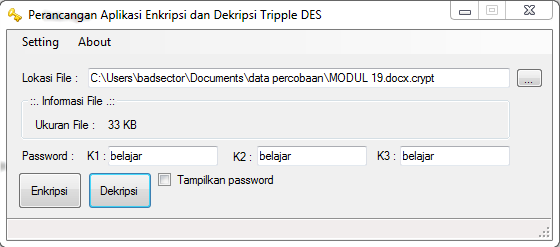 Perancangan Aplikasi Enkripsi dan Dekripsi Tripple DES
Setting About
Lokasi File : C:\Users\badsector\Documents\data percobaan\MODUL 19.docx.crypt ...
::. Informasi File .::
Ukuran File : 33 KB
Password : K1 : belajar K2 : belajar K3 : belajar
Enkripsi Dekripsi Tampilkan password